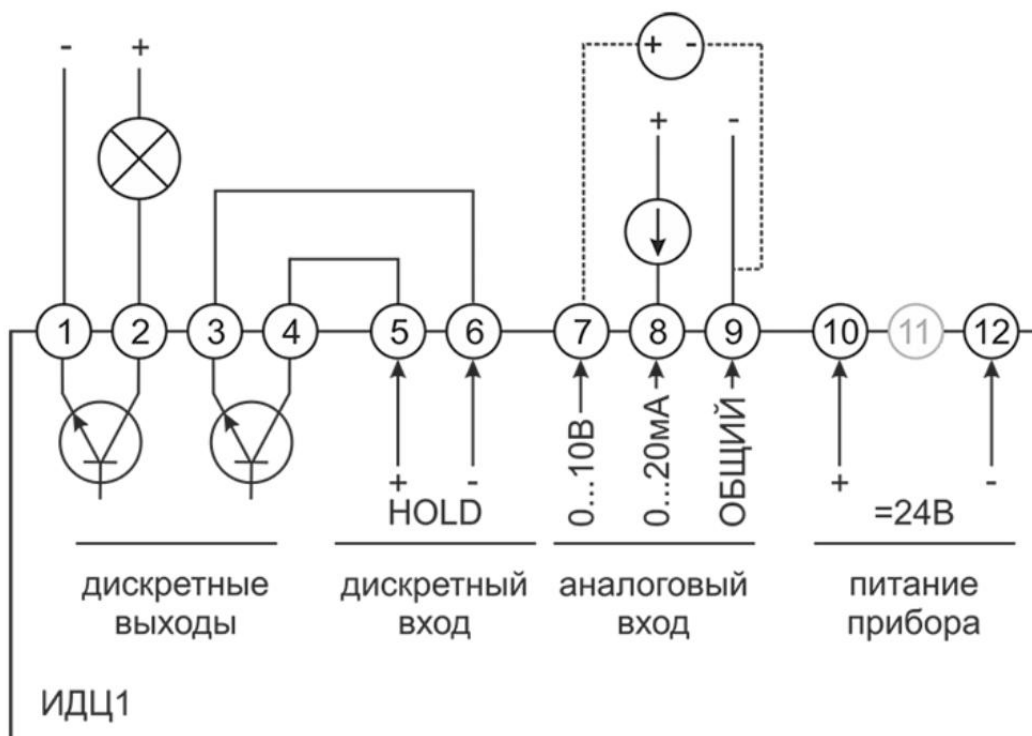 - +
+ -
+ -
1 2 3 4 5 6 7 8 9 10 11 12
+ - 0...10В 0...20мА ОБЩИЙ + -
HOLD =24В
дискретные выходы
дискретный вход
аналоговый вход
питание прибора
ИДЦ1